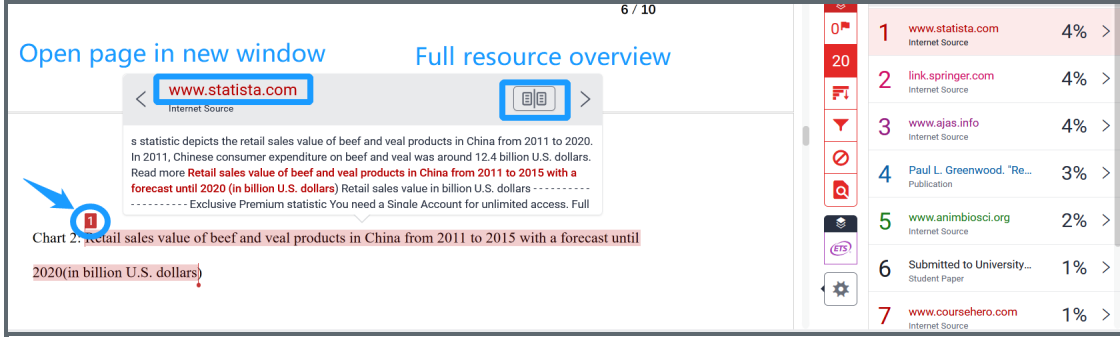 6 / 10
Open page in new window
Full resource overview
www.statista.com
Internet Source
s statistic depicts the retail sales value of beef and veal products in China from 2011 to 2020.
In 2011, Chinese consumer expenditure on beef and veal was around 12.4 billion U.S. dollars.
Read more Retail sales value of beef and veal products in China from 2011 to 2015 with a
forecast until 2020 (in billion U.S. dollars) Retail sales value in billion U.S. dollars - - - - - - - - - -
- - - - - - - - - - Exclusive Premium statistic You need a Single Account for unlimited access. Full
1
Chart 2: Retail sales value of beef and veal products in China from 2011 to 2015 with a forecast until
2020(in billion U.S. dollars)
0
20
ETS
1 www.statista.com 4%
Internet Source
2 link.springer.com 4%
Internet Source
3 www.ajas.info 4%
Internet Source
4 Paul L. Greenwood. "Re... 3%
Publication
5 www.animbiosci.org 2%
Internet Source
6 Submitted to University... 1%
Student Paper
7 www.coursehero.com 1%
Internet Source